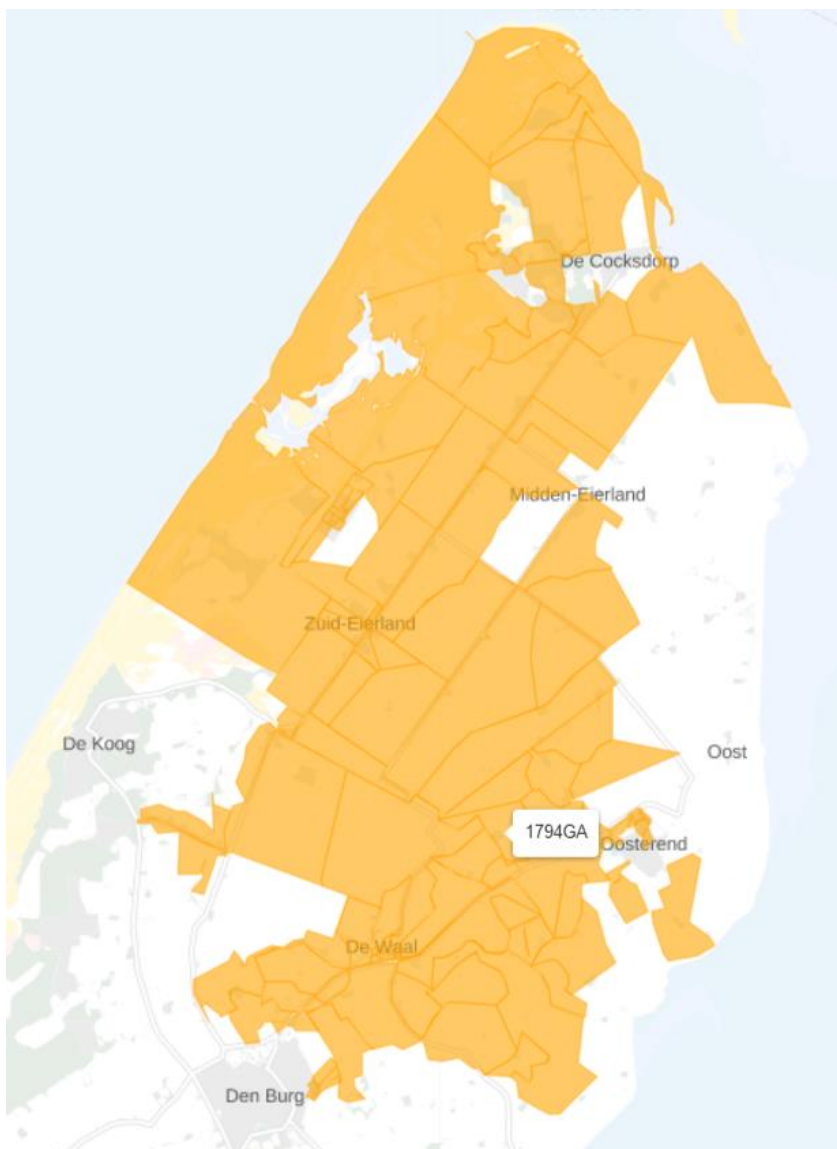 De Cocksdorp
Midden-Eierland
Zuid-Eierland
De Koog
Oost
1794GA
Oosterend
De Waal
Den Burg